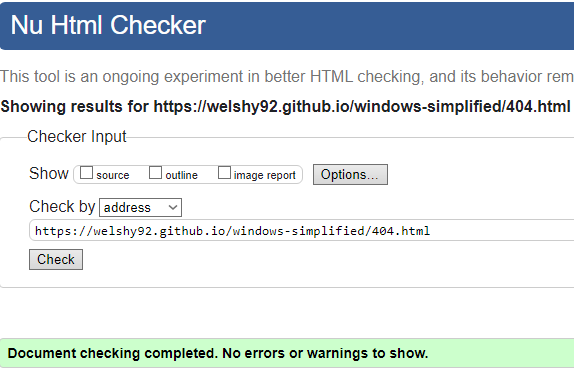 Nu Html Checker
This tool is an ongoing experiment in better HTML checking, and its behavior rem
Showing results for https://welshy92.github.io/windows-simplified/404.html
Checker Input
Show source outline image report Options...
Check by address
https://welshy92.github.io/windows-simplified/404.html
Check
Document checking completed. No errors or warnings to show.